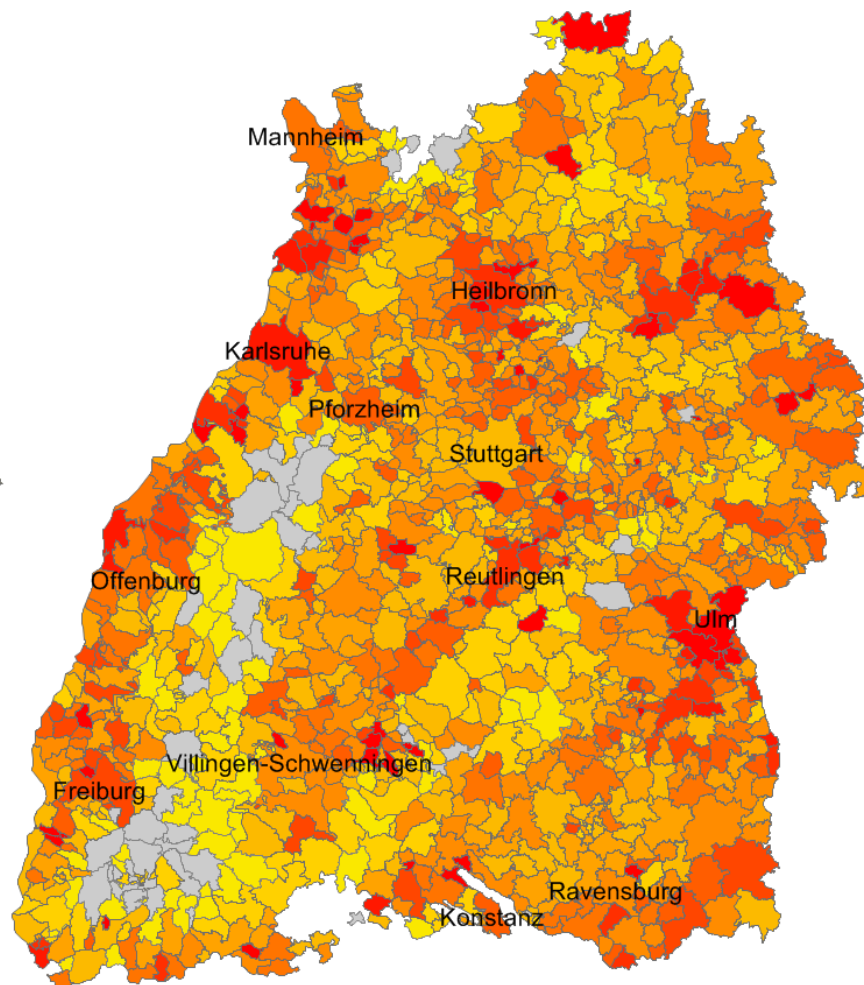 Mannheim
Heilbronn
Karlsruhe
Pforzheim
Stuttgart
Offenburg
Reutlingen
Ulm
Villingen-Schwenningen
Freiburg
Ravensburg
Konstanz